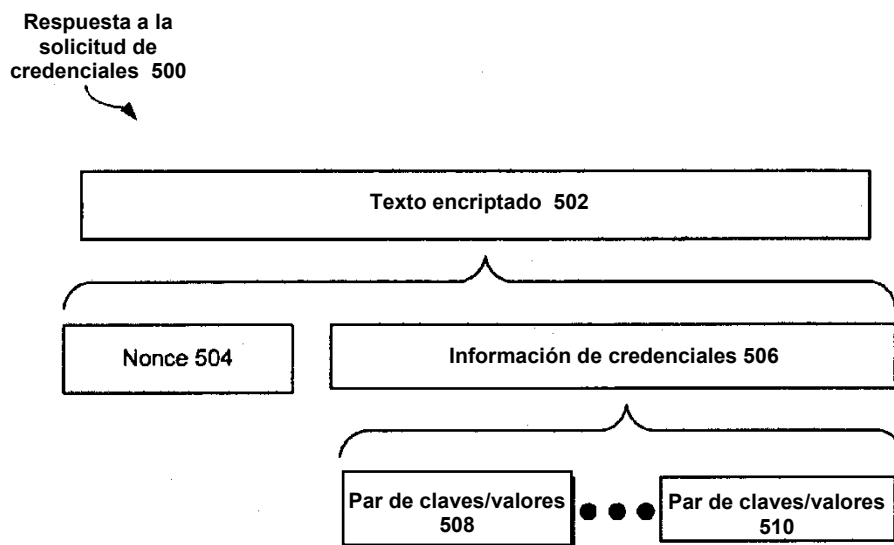 Respuesta a la
solicitud de
credenciales 500
Texto encriptado 502
Nonce 504
Información de credenciales 506
Par de claves/valores
508
Par de claves/valores
510